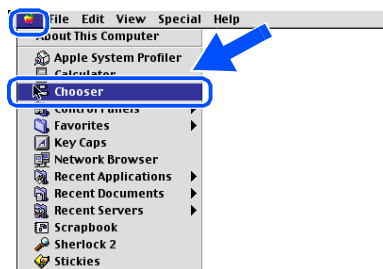 File Edit View Special Help
About This Computer
Apple System Profiler
Calculator
Chooser
Control Panels
Favorites
Key Caps
Network Browser
Recent Applications
Recent Documents
Recent Servers
Scrapbook
Sherlock 2
Stickies